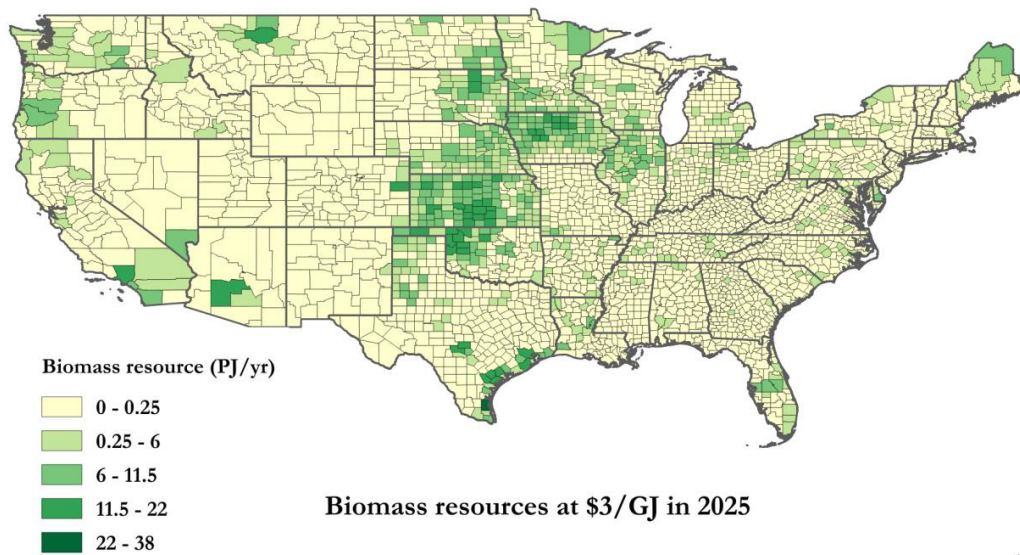 Biomass resource (PJ/yr)
0 - 0.25
0.25 - 6
6 - 11.5
11.5 - 22
22 - 38
Biomass resources at $3/GJ in 2025